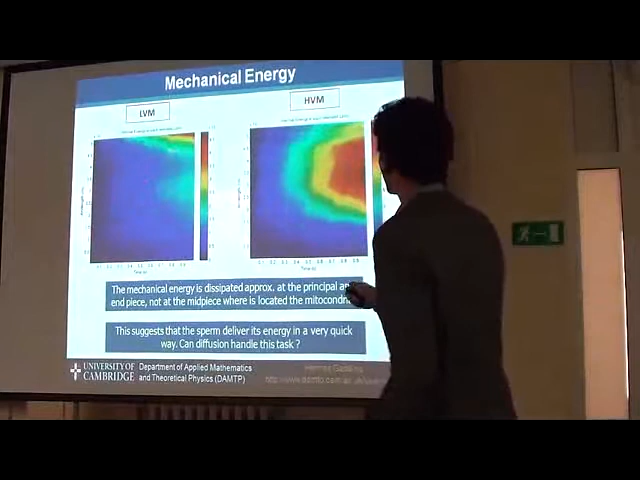 Mechanical Energy
LVM
HVM
Time (s)
Time (s)
The mechanical energy is dissipated approx. at the principal
end piece, not at the midpiece where is located the
This suggests that the sperm deliver its energy in a very quick
way. Can diffusion handle this task ?
UNIVERSITY OF
CAMBRIDGE
Department of Applied Mathematics
and Theoretical Physics (DAMTP)